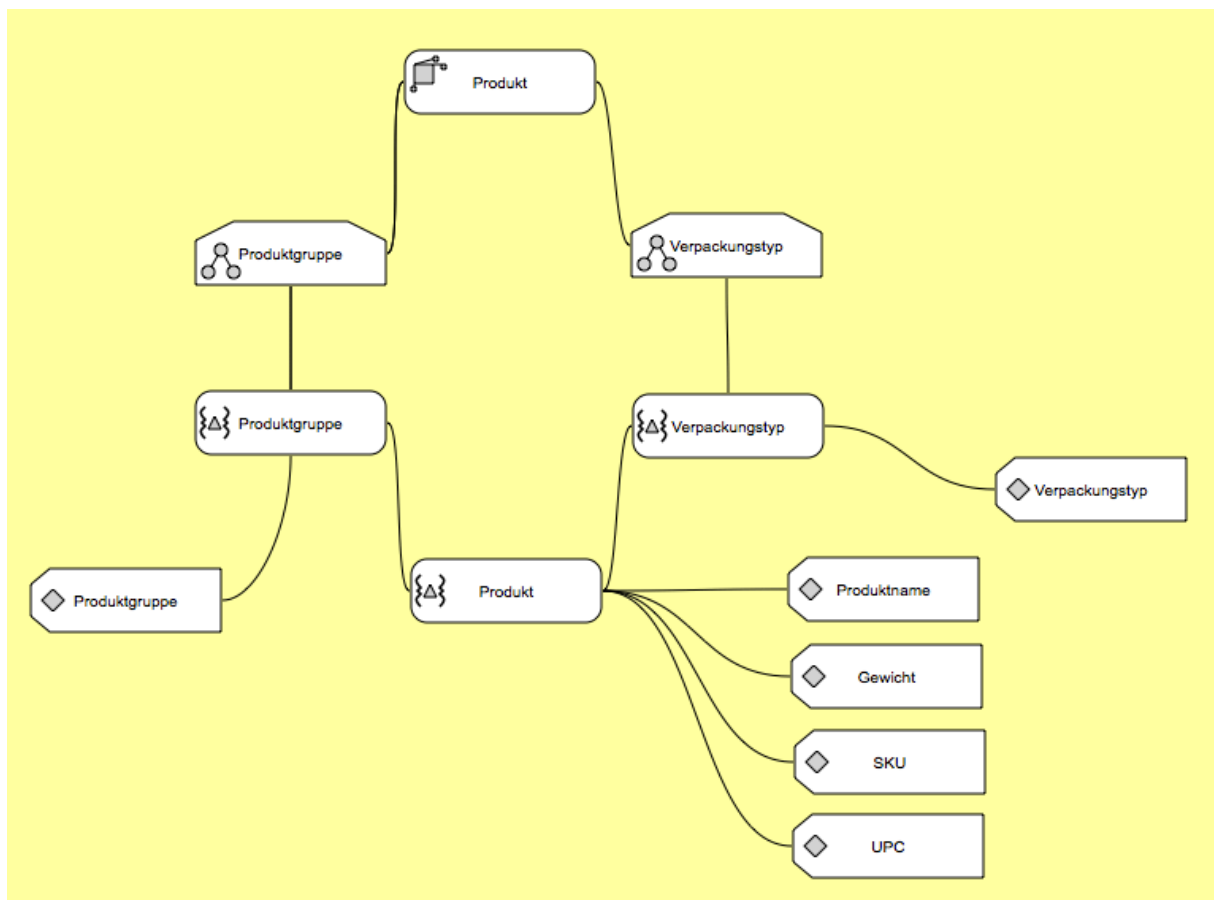 Produkt
Produktgruppe
Verpackungstyp
Produktgruppe
Verpackungstyp
Verpackungstyp
Produktgruppe
Produkt
Produktname
Gewicht
SKU
UPC